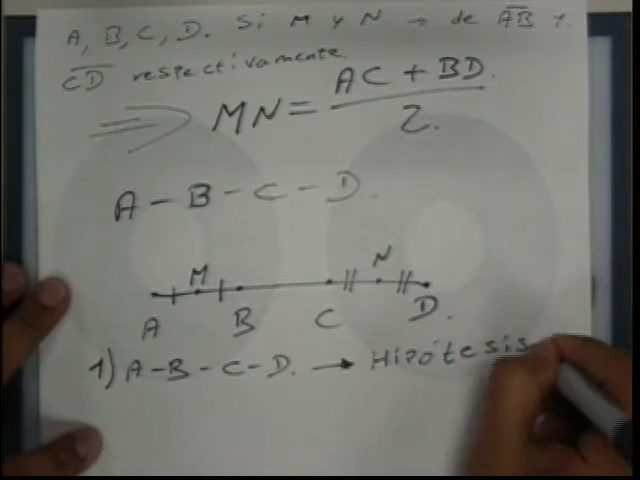 A, B, C, D. Si M y N → de AB y
CD respectivamente
⇒ MN = AC + BD
2.
A - B - C - D
M N
A B C D.
1) A-B-C-D. → Hipótesis